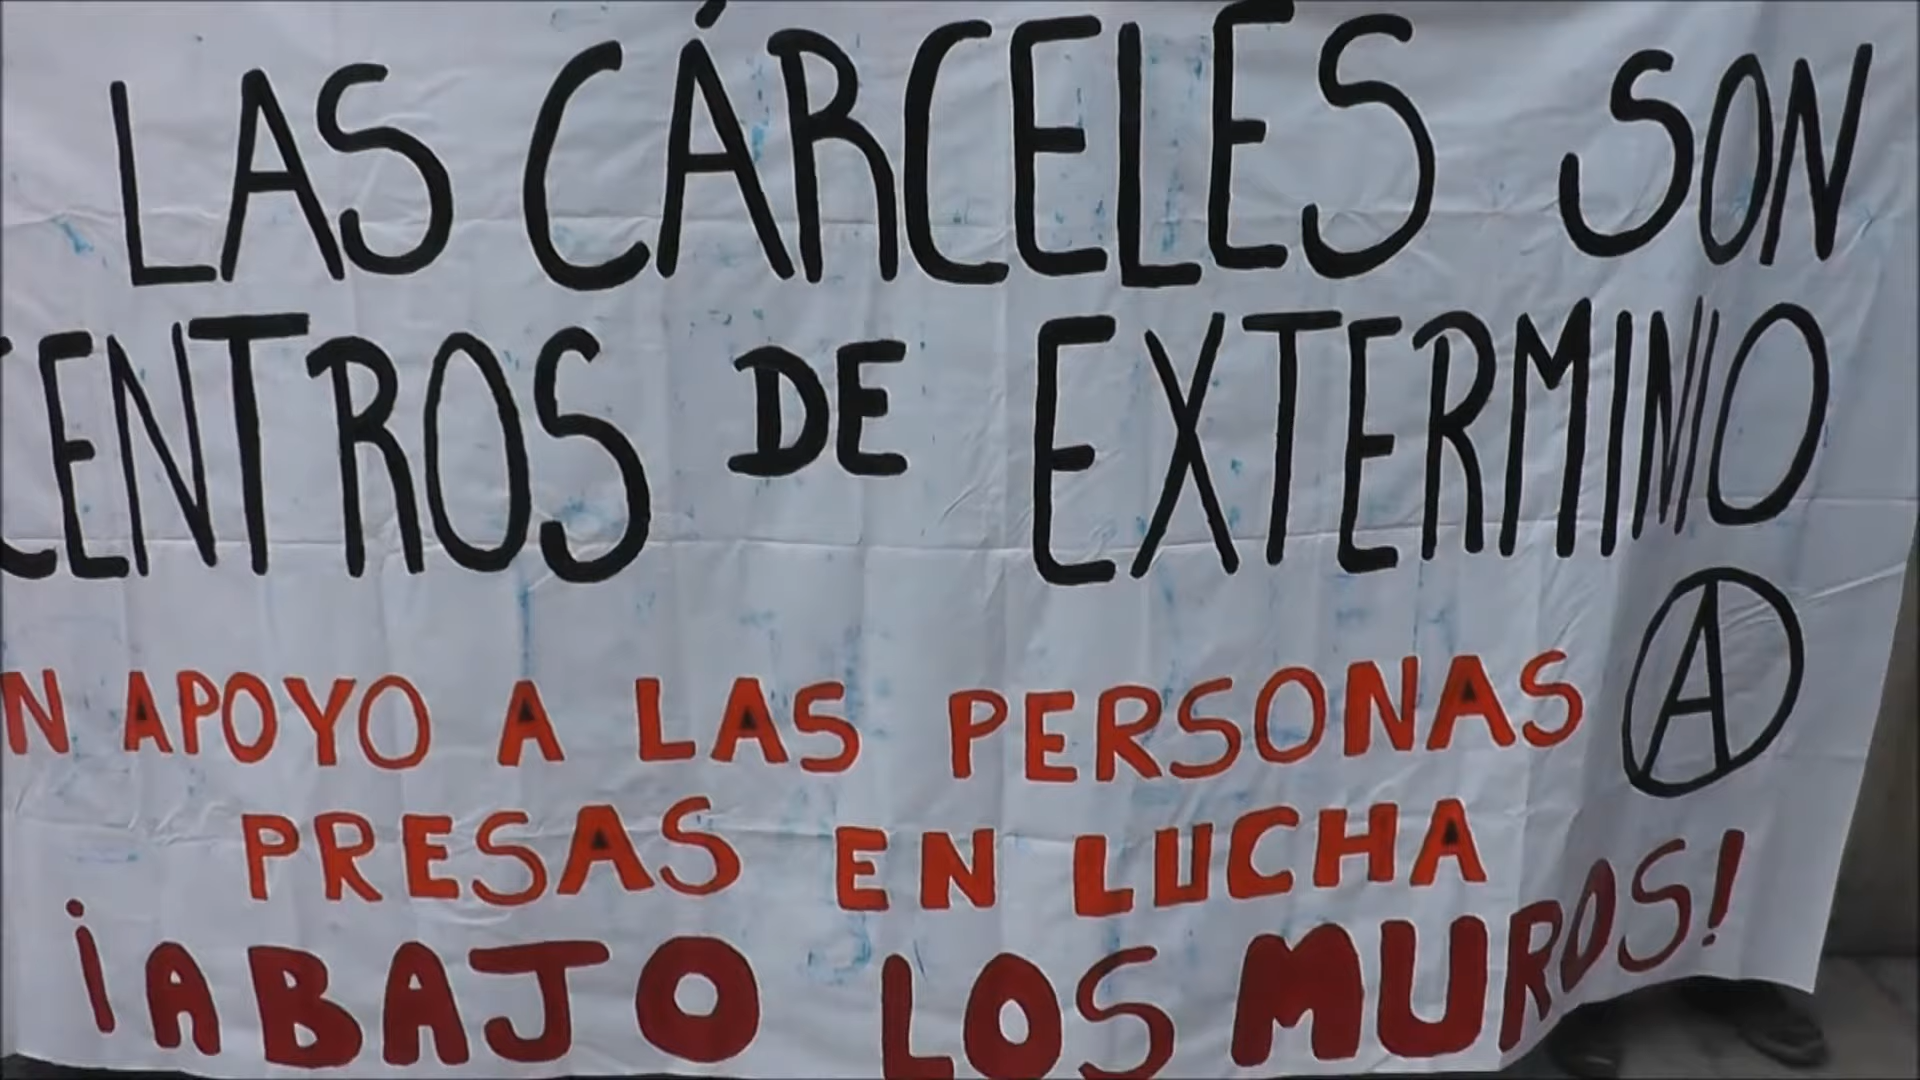 LAS CÁRCELES SON
CENTROS DE EXTERMINIO
N APOYO A LAS PERSONAS
PRESAS EN LUCHA
¡ABAJO LOS MUROS!